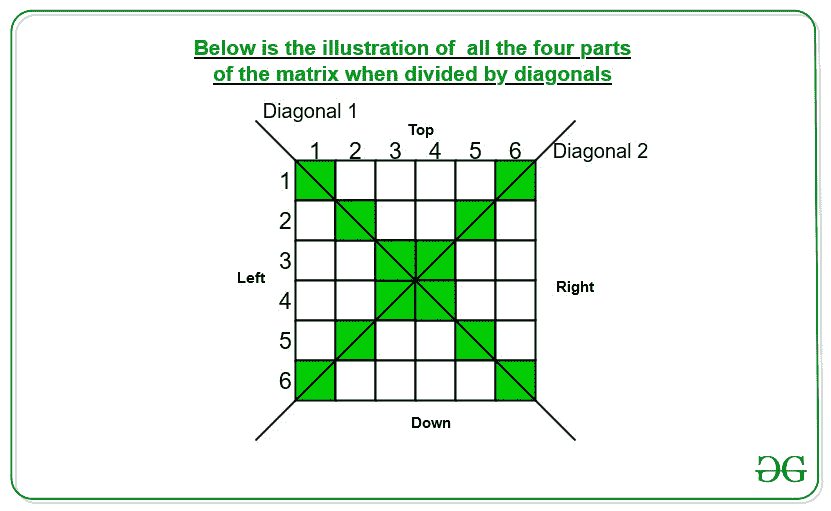 Below is the illustration of all the four parts
of the matrix when divided by diagonals
Diagonal 1
Top
1 2 3 4 5 6
Diagonal 2
1
2
3
Left
Right
4
5
6
Down
GG